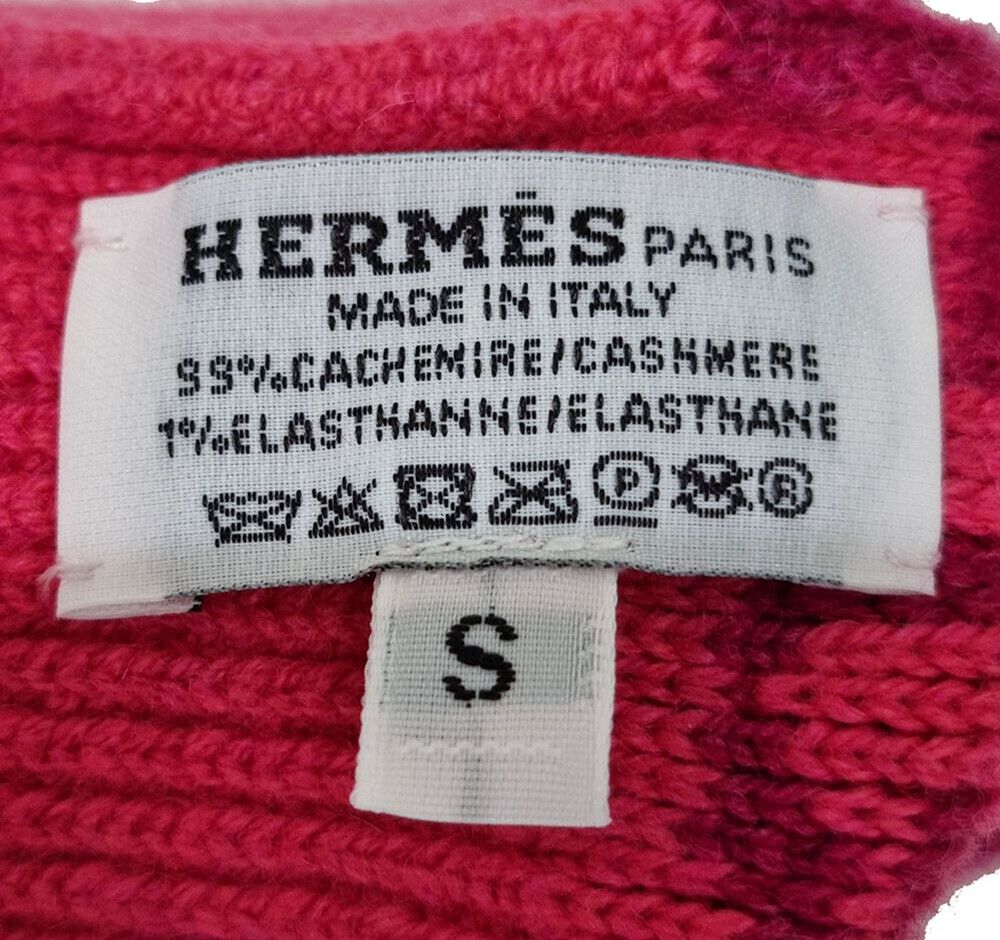 HERMÈS PARIS
MADE IN ITALY
99%CACHEMIRE/CASHMERE
1%ELASTHANNE/ELASTHANE
P W R
S